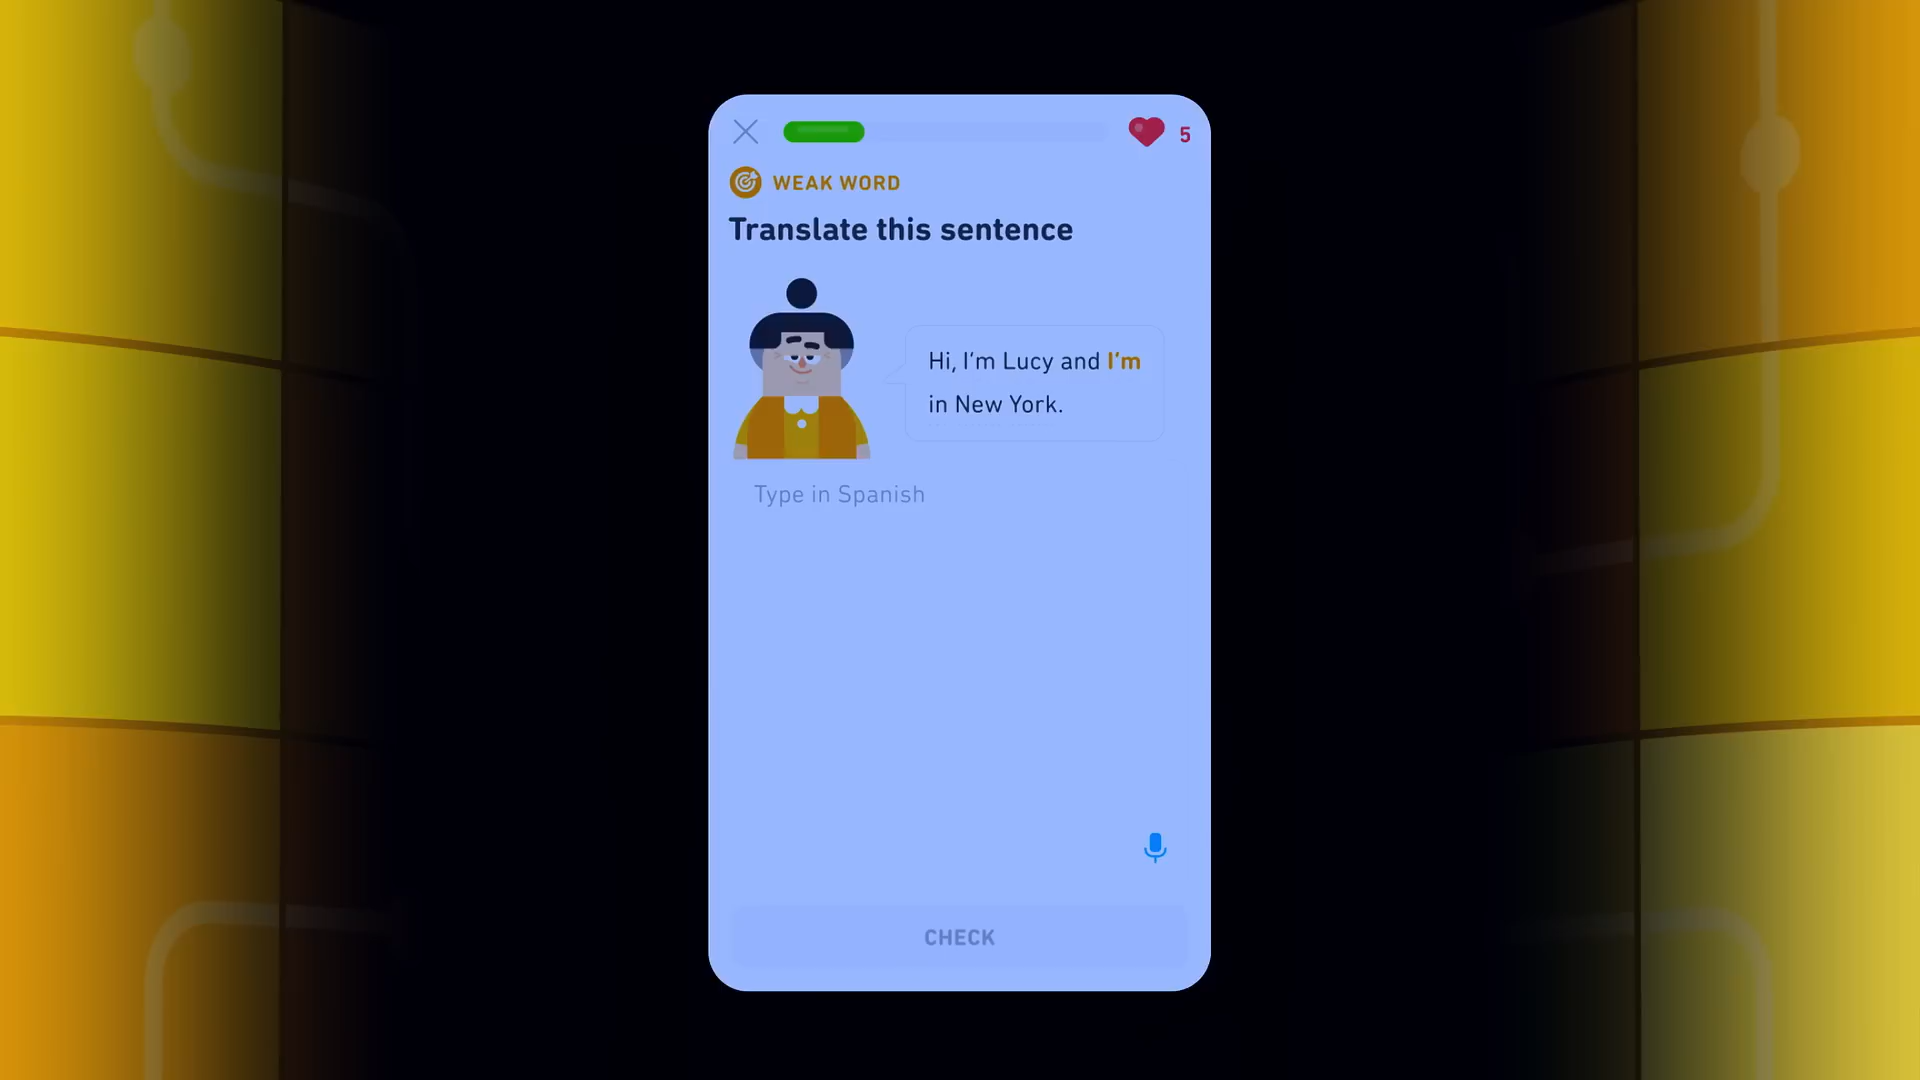 5
WEAK WORD
Translate this sentence
Hi, I'm Lucy and I'm
in New York.
Type in Spanish
CHECK